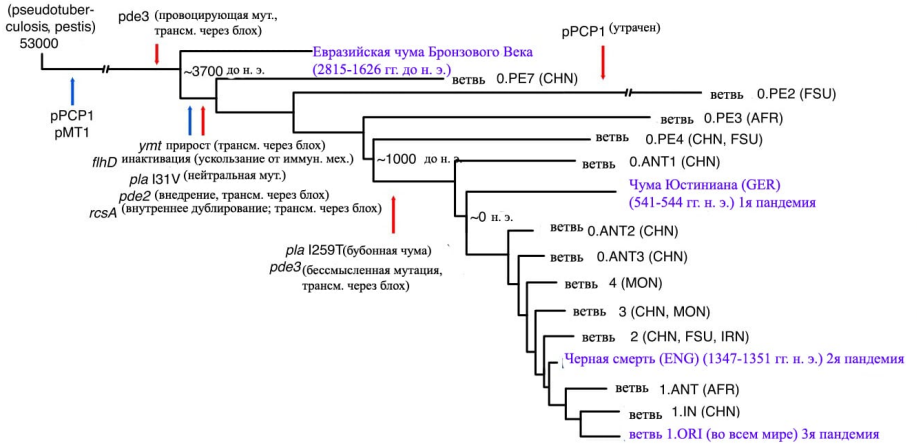 (pseudotuber-
culosis, pestis)
53000
pPCP1
pMT1
pde3 (провоцирующая мут.,
трансм. через блох)
Евразийская чума Бронзового Века
(2815-1626 гг. до н. э.)
~3700 до н. э.
ветвь 0.PE7 (CHN)
pPCP1 (утрачен)
ветвь 0.PE2 (FSU)
ветвь 0.PE3 (AFR)
ветвь 0.PE4 (CHN, FSU)
ymt прирост (трансм. через блох)
flhD инактивация (ускользание от иммун. мех.)
pla I31V (нейтральная мут.)
pde2 (внедрение, трансм. через блох)
rcsA (внутреннее дублирование; трансм. через блох)
~1000 до н. э.
ветвь 0.ANT1 (CHN)
Чума Юстиниана (GER)
(541-544 гг. н. э.) 1я пандемия
~0 н. э.
pla I259T (бубонная чума)
pde3 (бессмысленная мутация,
трансм. через блох)
ветвь 0.ANT2 (CHN)
ветвь 0.ANT3 (CHN)
ветвь 4 (MON)
ветвь 3 (CHN, MON)
ветвь 2 (CHN, FSU, IRN)
Черная смерть (ENG) (1347-1351 гг. н. э.) 2я пандемия
ветвь 1.ANT (AFR)
ветвь 1.IN (CHN)
ветвь 1.ORI (во всем мире) 3я пандемия